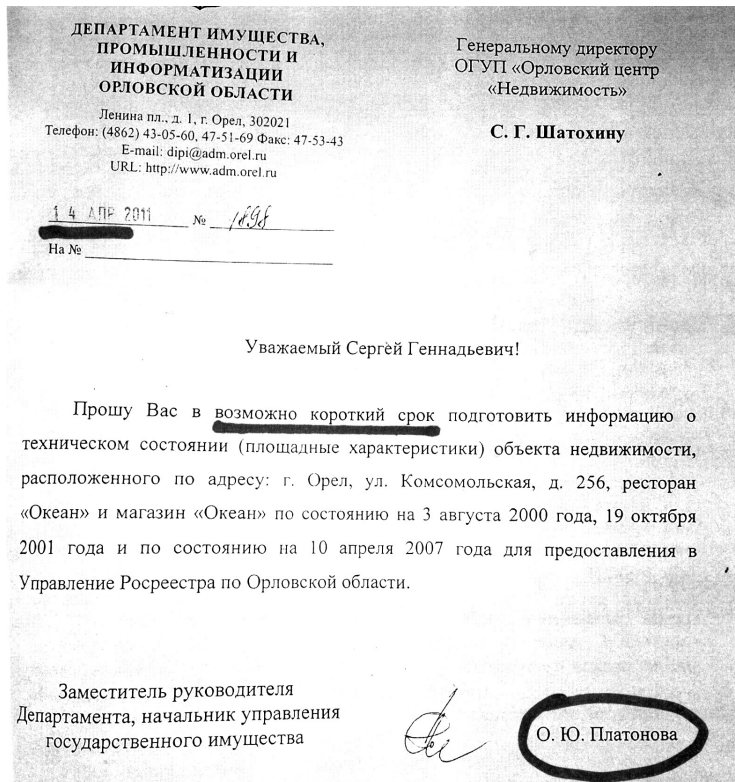 ДЕПАРТАМЕНТ ИМУЩЕСТВА,
ПРОМЫШЛЕННОСТИ И
ИНФОРМАТИЗАЦИИ
ОРЛОВСКОЙ ОБЛАСТИ
Ленина пл., д. 1, г. Орел, 302021
Телефон: (4862) 43-05-60, 47-51-69 Факс: 47-53-43
E-mail: dipi@adm.orel.ru
URL: http://www.adm.orel.ru
14 АПР 2011 № 1898
На №
Генеральному директору
ОГУП «Орловский центр
«Недвижимость»
С. Г. Шатохину
Уважаемый Сергей Геннадьевич!
Прошу Вас в возможно короткий срок подготовить информацию о
техническом состоянии (площадные характеристики) объекта недвижимости,
расположенного по адресу: г. Орел, ул. Комсомольская, д. 256, ресторан
«Океан» и магазин «Океан» по состоянию на 3 августа 2000 года, 19 октября
2001 года и по состоянию на 10 апреля 2007 года для предоставления в
Управление Росреестра по Орловской области.
Заместитель руководителя
Департамента, начальник управления
государственного имущества
О. Ю. Платонова